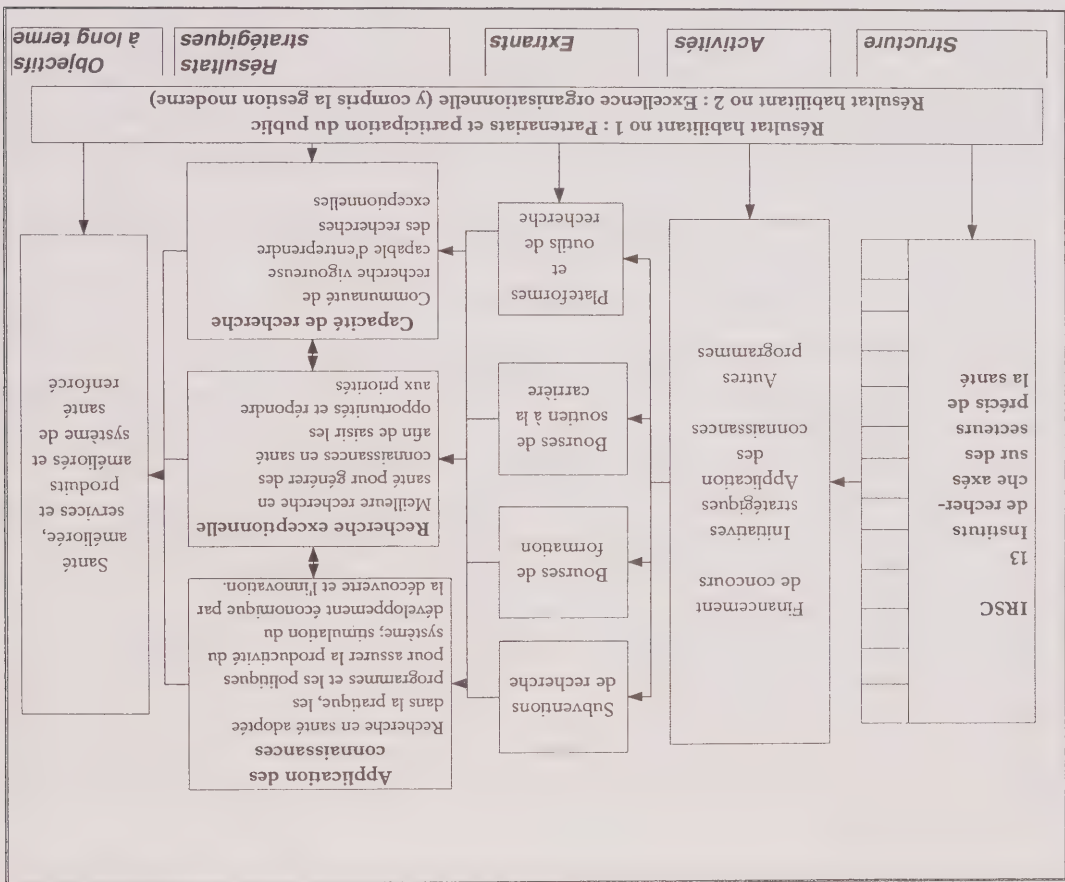 IRSC
13
Instituts
de recher-
che axés
sur des
secteurs
précis de
la santé
Financement
de concours
Initiatives
stratégiques
Application
des
connaissances
Autres
programmes
Subventions
de recherche
Bourses de
formation
Bourses de
soutien à la
carrière
Plateformes
et
outils de
recherche
Application des
connaissances
Recherche en santé adoptée
dans la pratique, les
programmes et les politiques
pour assurer la productivité du
système; stimulation du
développement économique par
la découverte et l'innovation.
Recherche exceptionnelle
Meilleure recherche en
santé pour générer des
connaissances en santé
afin de saisir les
opportunités et répondre
aux priorités
Capacité de recherche
Communauté de
recherche vigoureuse
capable d'entreprendre
des recherches
exceptionnelles
Santé
améliorée,
services et
produits
améliorés et
système de
santé
renforcé
Résultat habilitant no 1 : Partenariats et participation du public
Résultat habilitant no 2 : Excellence organisationnelle (y compris la gestion moderne)
Structure
Activités
Extrants
Résultats
stratégiques
Objectifs
à long terme